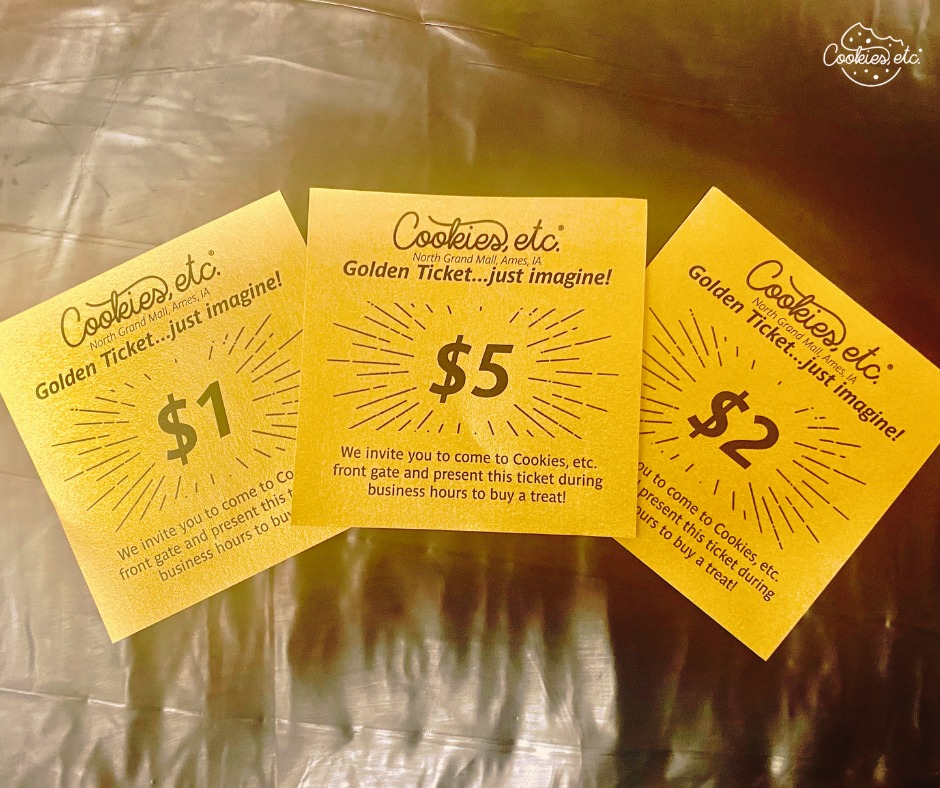 Cookies, etc.®
Cookies, etc.®
North Grand Mall, Ames, IA
Golden Ticket...just imagine!
$1
We invite you to come to Co
front gate and present this t
business hours to buy
Cookies, etc.®
North Grand Mall, Ames, IA
Golden Ticket...just imagine!
$5
We invite you to come to Cookies, etc.
front gate and present this ticket during
business hours to buy a treat!
Cookies, etc.®
North Grand Mall, Ames, IA
Golden Ticket...just imagine!
$2
ou to come to Cookies, etc.
present this ticket during
ours to buy a treat!